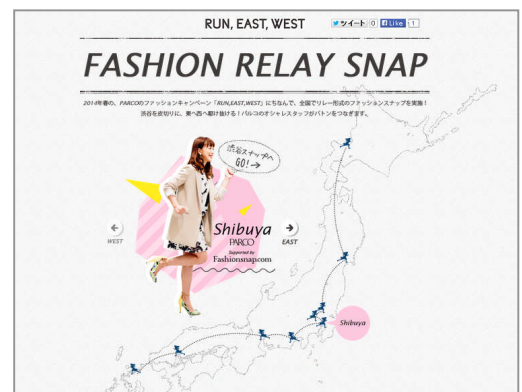 RUN, EAST, WEST
ツイート 0 Like 1
FASHION RELAY SNAP
2014年春の、PARCOのファッションキャンペーン「RUN,EAST,WEST」にちなんで、全国でリレー形式のファッションスナップを実施！
渋谷を皮切りに、東へ西へ駆け抜ける！パルコのオシャレスタッフがバトンをつなぎます。
渋谷スナップへ
GO!→
WEST
Shibuya
PARCO
Supported by
Fashionsnap.com
EAST
Shibuya